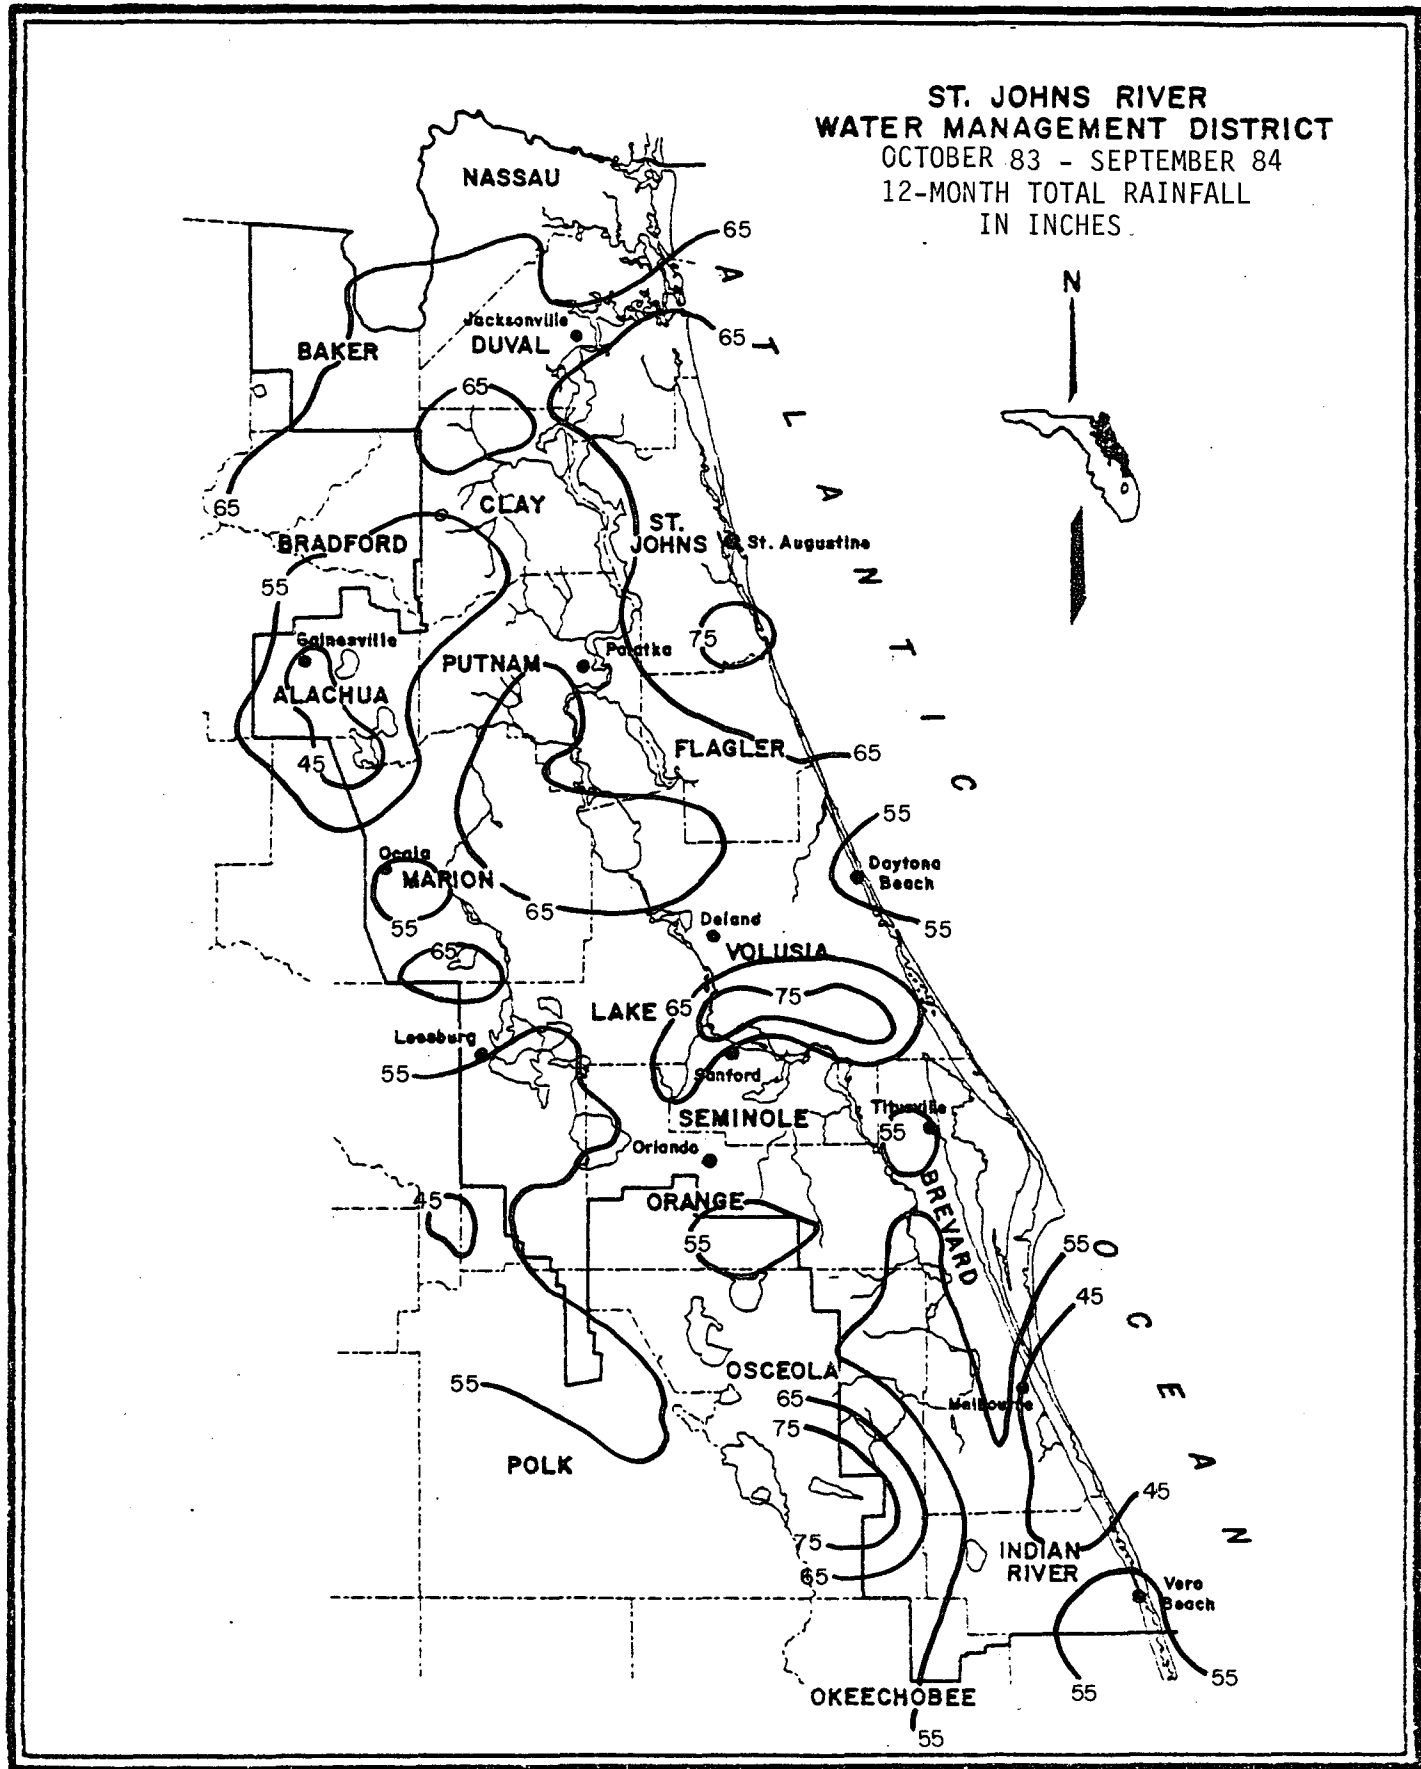 ST. JOHNS RIVER
WATER MANAGEMENT DISTRICT
OCTOBER 83 - SEPTEMBER 84
12-MONTH TOTAL RAINFALL
IN INCHES
N
NASSAU
65
Jacksonville
DUVAL
65
BAKER
65
65
CLAY
BRADFORD
ST.
JOHNS
St. Augustine
55
75
Gainesville
Palatka
PUTNAM
ALACHUA
45
FLAGLER
65
55
Ocala
MARION
Daytona
Beach
65
55
Deland
55
VOLUSIA
65
LAKE
65
75
Leesburg
55
Sanford
SEMINOLE
Titusville
55
Orlando
BREVARD
ORANGE
45
55
55
45
OSCEOLA
55
65
Melbourne
75
POLK
45
75
65
INDIAN
RIVER
Vero
Beach
55
55
OKEECHOBEE
55
ATLANTIC
OCEAN